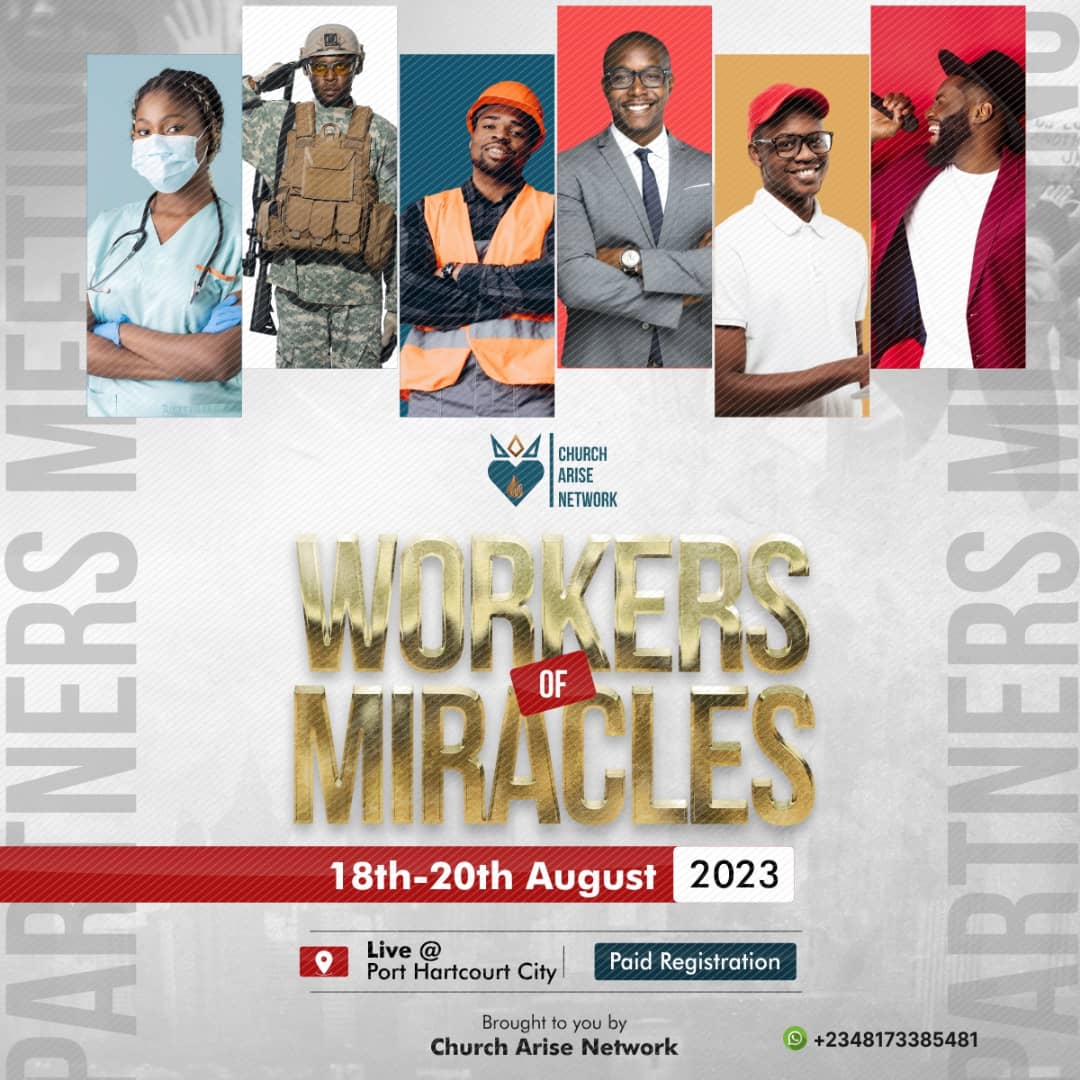 PARTNERS MEETING
CHURCH
ARISE
NETWORK
WORKERS
OF
MIRACLES
18th-20th August 2023
Live @
Port Hartcourt City
Paid Registration
Brought to you by
Church Arise Network
+2348173385481
PARTNERS MEETING